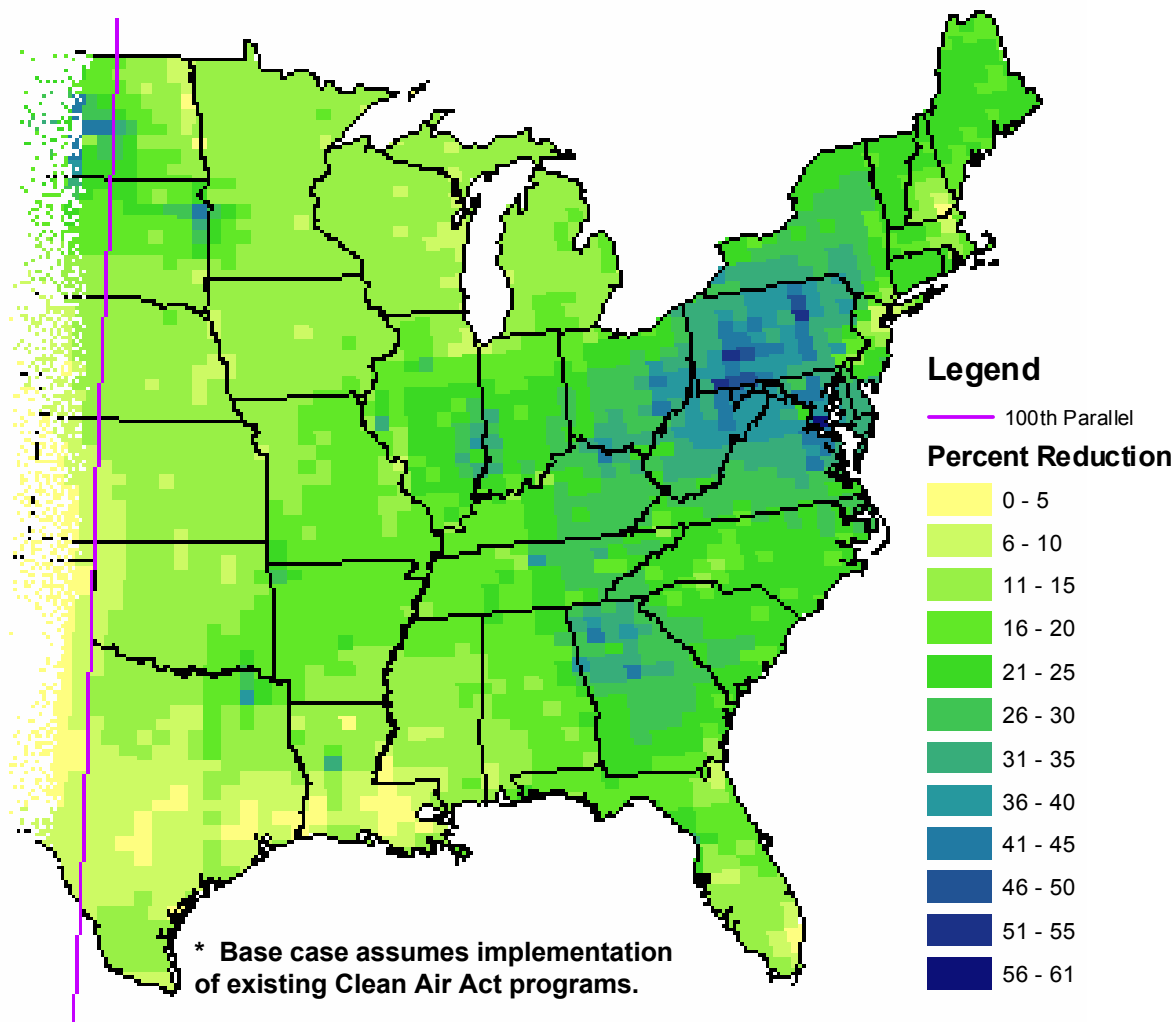 Legend
100th Parallel
Percent Reduction
0 - 5
6 - 10
11 - 15
16 - 20
21 - 25
26 - 30
31 - 35
36 - 40
41 - 45
46 - 50
51 - 55
56 - 61
* Base case assumes implementation
of existing Clean Air Act programs.